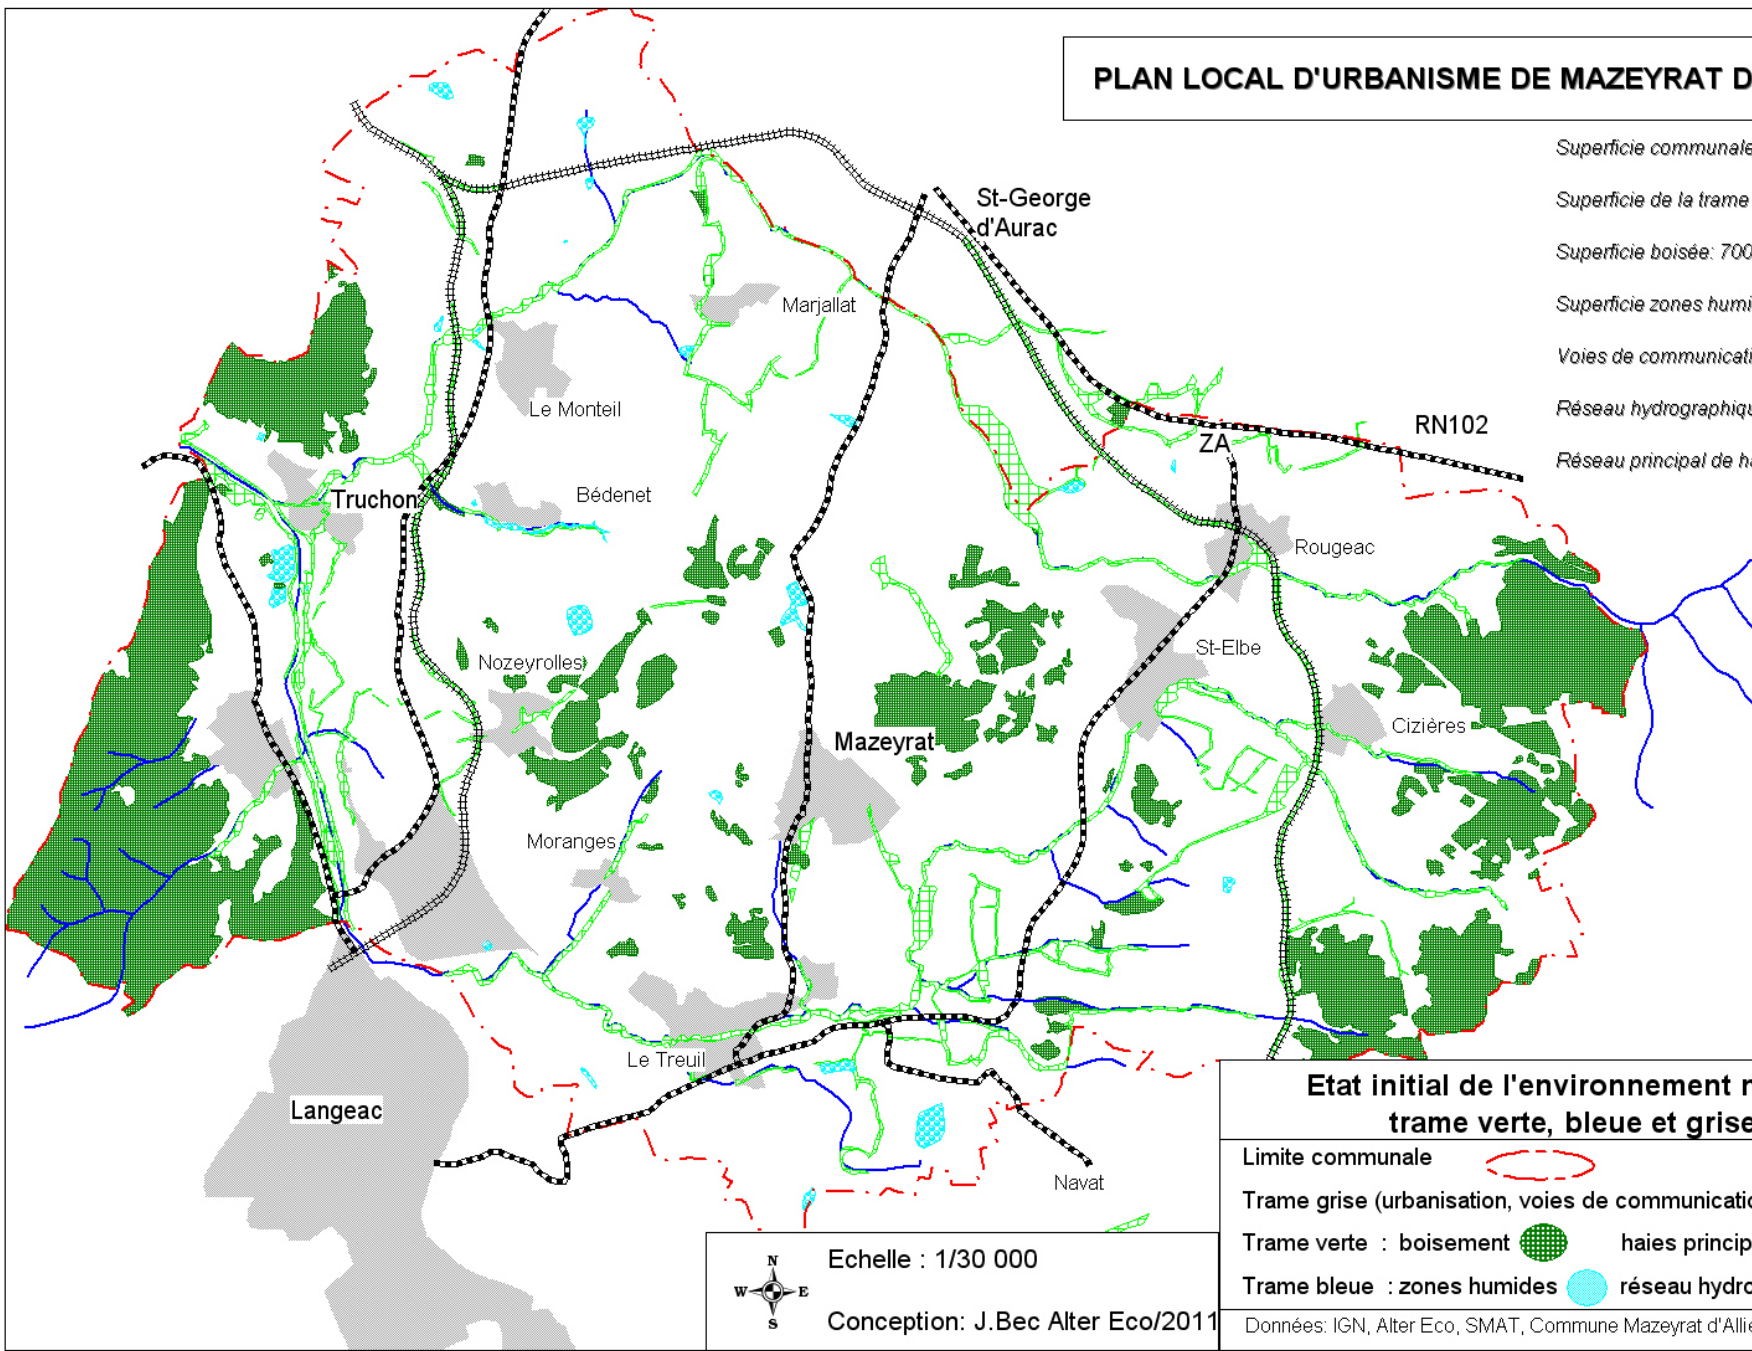 PLAN LOCAL D'URBANISME DE MAZEYRAT D
Superficie communale
Superficie de la trame
Superficie boisée: 700
Superficie zones humi
Voies de communicati
Réseau hydrographiqu
Réseau principal de ha
St-George
d'Aurac
Marjallat
Le Monteil
RN102
ZA
Truchon
Bédenet
Rougeac
St-Elbe
Nozeyrolles
Cizières
Mazeyrat
Moranges
Le Treuil
Langeac
Navat
N
W E
S
Echelle : 1/30 000
Conception: J.Bec Alter Eco/2011
Etat initial de l'environnement n
trame verte, bleue et grise
Limite communale
Trame grise (urbanisation, voies de communicatio
Trame verte : boisement haies princip
Trame bleue : zones humides réseau hydro
Données: IGN, Alter Eco, SMAT, Commune Mazeyrat d'Allie